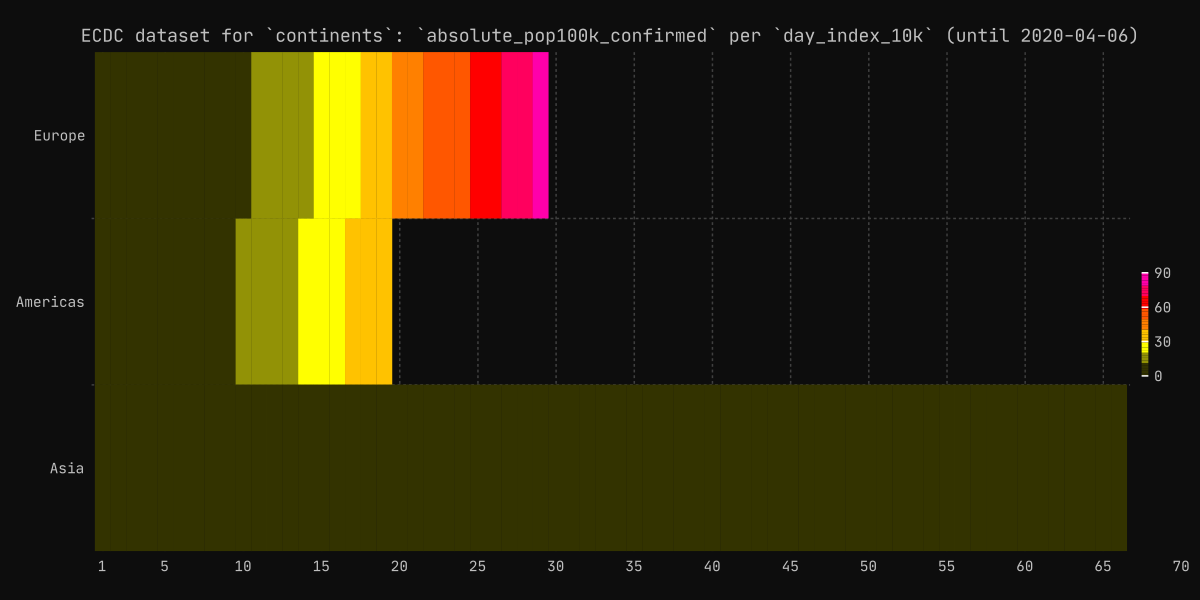 ECDC dataset for `continents`: `absolute_pop100k_confirmed` per `day_index_10k` (until 2020-04-06)
Europe
Americas
Asia
90
60
30
0
1 5 10 15 20 25 30 35 40 45 50 55 60 65 70